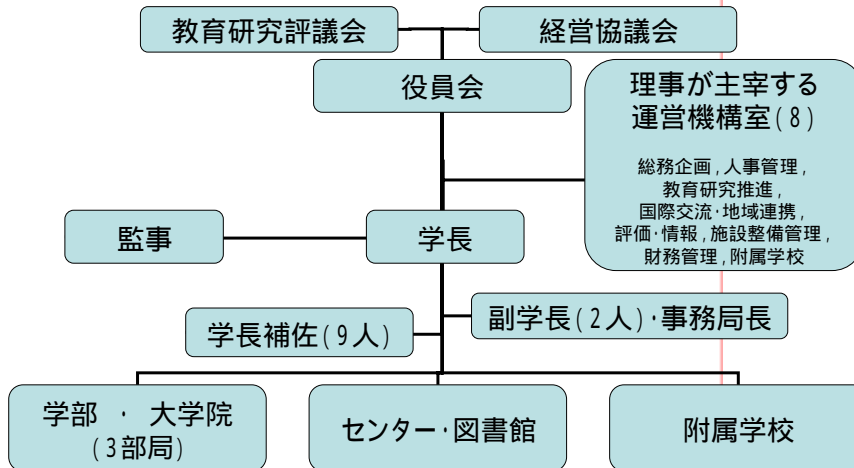 教育研究評議会
経営協議会
役員会
理事が主宰する
運営機構室(8)
総務企画,人事管理,
教育研究推進,
国際交流·地域連携,
評価·情報,施設整備管理,
財務管理,附属学校
監事
学長
学長補佐(9人)
副学長(2人)·事務局長
学部 · 大学院
(3部局)
センター·図書館
附属学校